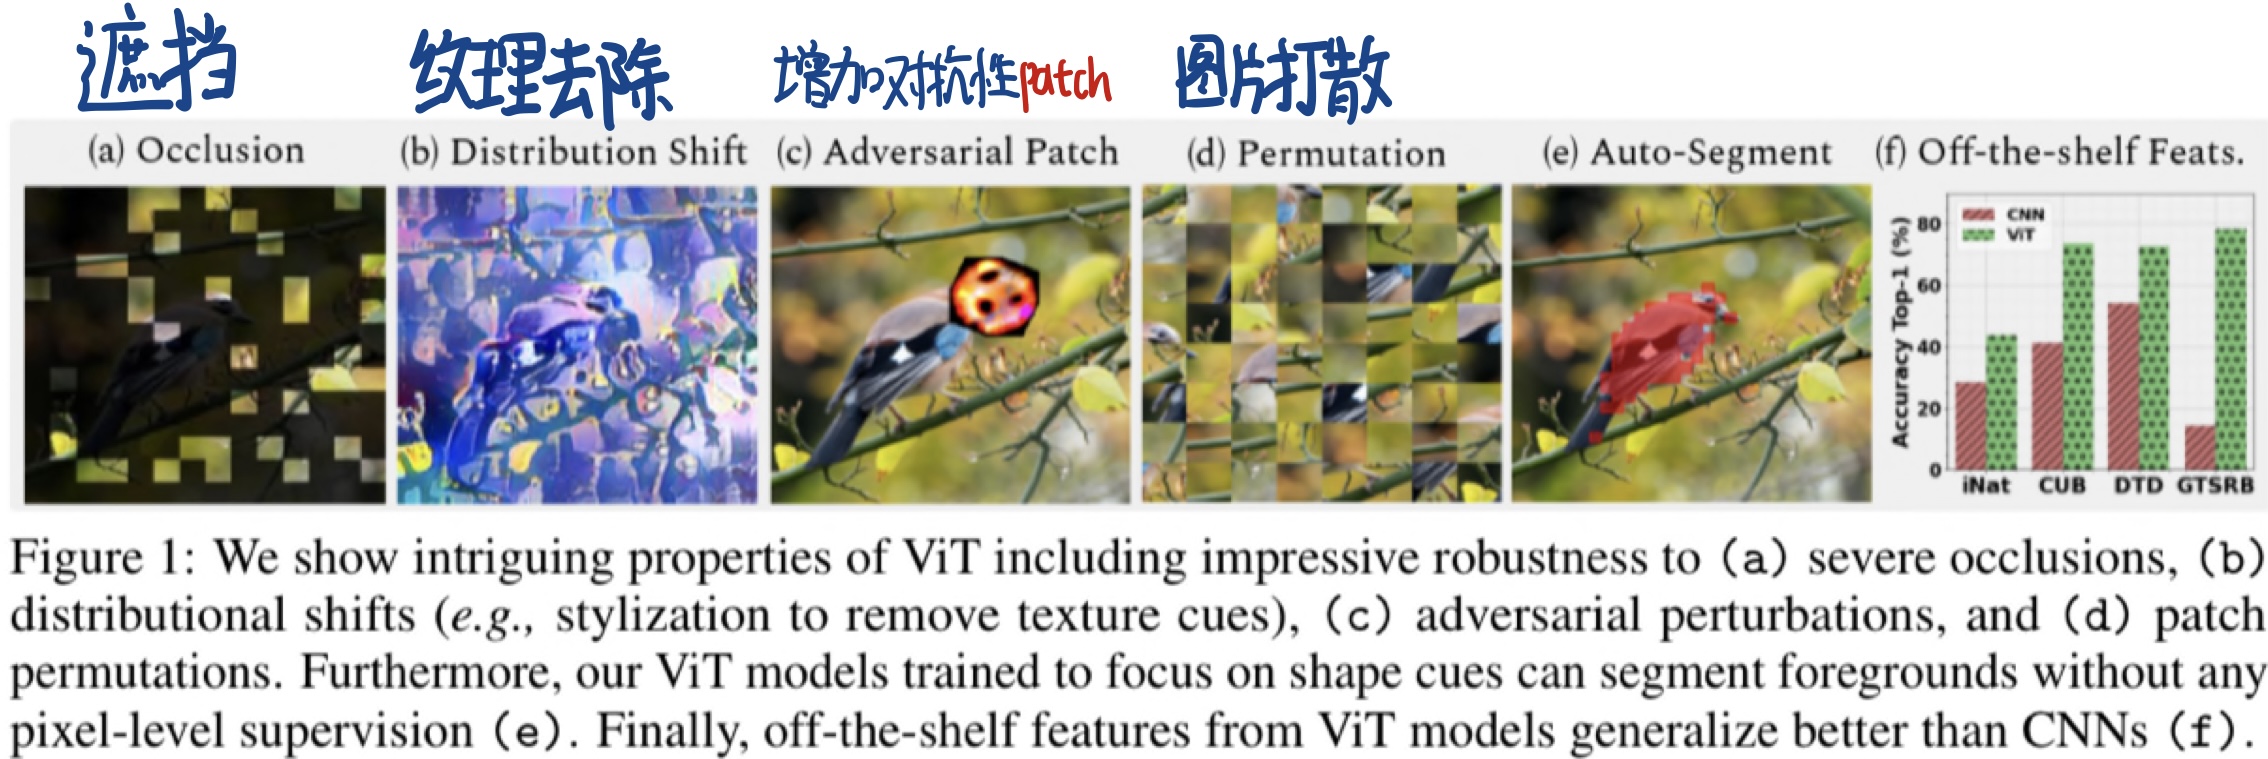 遮挡 纹理去除 增加对抗性patch 图片打散
(a) Occlusion (b) Distribution Shift (c) Adversarial Patch (d) Permutation (e) Auto-Segment (f) Off-the-shelf Feats.
CNN
ViT
Accuracy Top-1 (%)
80
60
40
20
0
iNat CUB DTD GTSRB
Figure 1: We show intriguing properties of ViT including impressive robustness to (a) severe occlusions, (b)
distributional shifts (e.g., stylization to remove texture cues), (c) adversarial perturbations, and (d) patch
permutations. Furthermore, our ViT models trained to focus on shape cues can segment foregrounds without any
pixel-level supervision (e). Finally, off-the-shelf features from ViT models generalize better than CNNs (f).